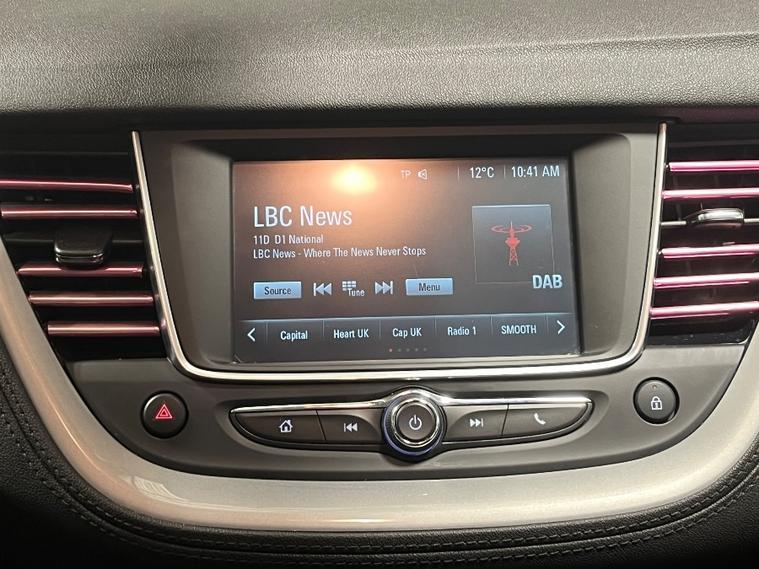 TP 12°C 10:41 AM
LBC News
11D D1 National
LBC News - Where The News Never Stops
DAB
Source Tune Menu
Capital Heart UK Cap UK Radio 1 SMOOTH